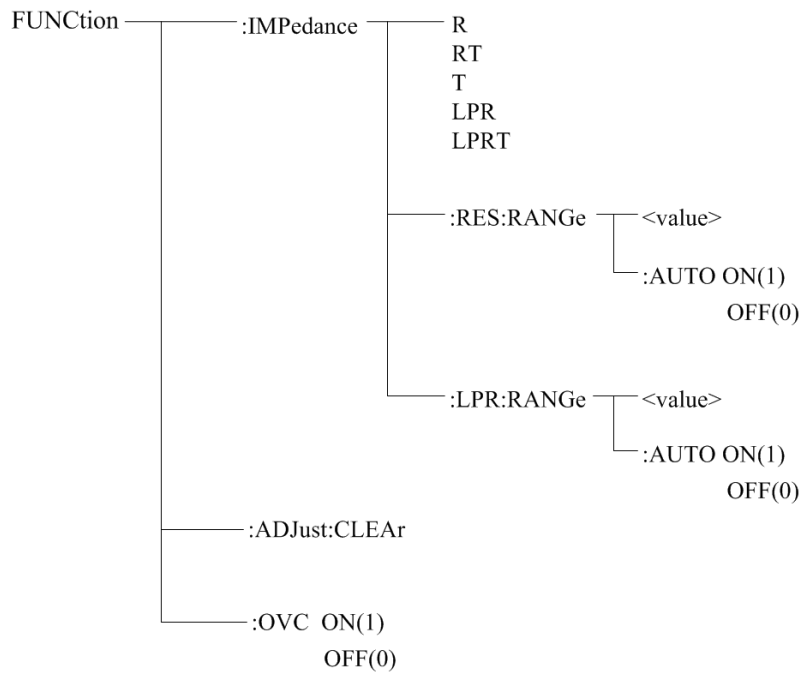 FUNCtion :IMPedance R
RT
T
LPR
LPRT
:RES:RANGe <value>
:AUTO ON(1)
OFF(0)
:LPR:RANGe <value>
:AUTO ON(1)
OFF(0)
:ADJust:CLEAr
:OVC ON(1)
OFF(0)